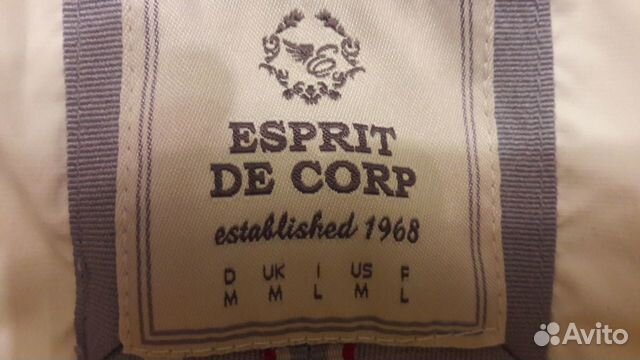 E
ESPRIT
DE CORP
established 1968
D UK I US F
M M L M L
Avito